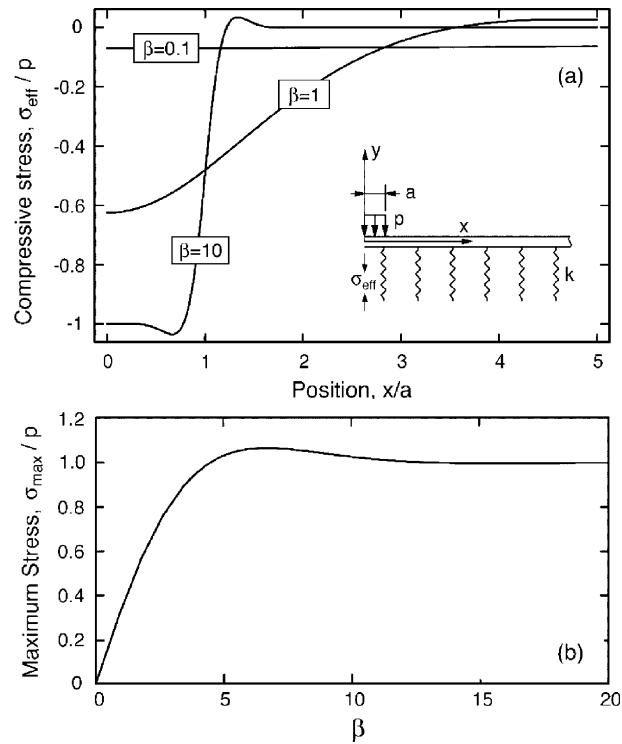 0
-0.2
-0.4
-0.6
-0.8
-1
Compressive stress, σeff / p
β=0.1
β=1
β=10
(a)
y
a
p
x
σeff
k
0 1 2 3 4 5
Position, x/a
1.2
1.0
0.8
0.6
0.4
0.2
0
Maximum Stress, σmax / p
(b)
0 5 10 15 20
β